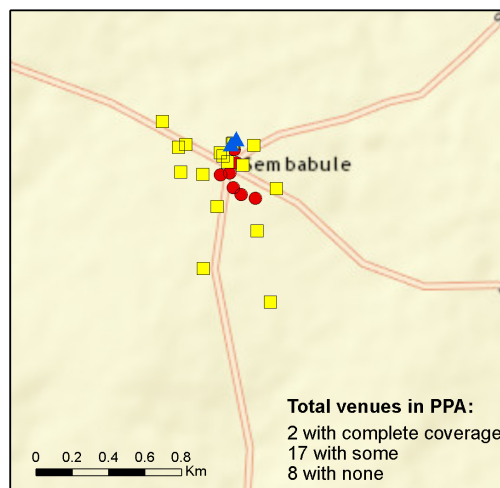 Sembabule
Total venues in PPA:
2 with complete coverage
17 with some
8 with none
0 0.2 0.4 0.6 0.8
Km